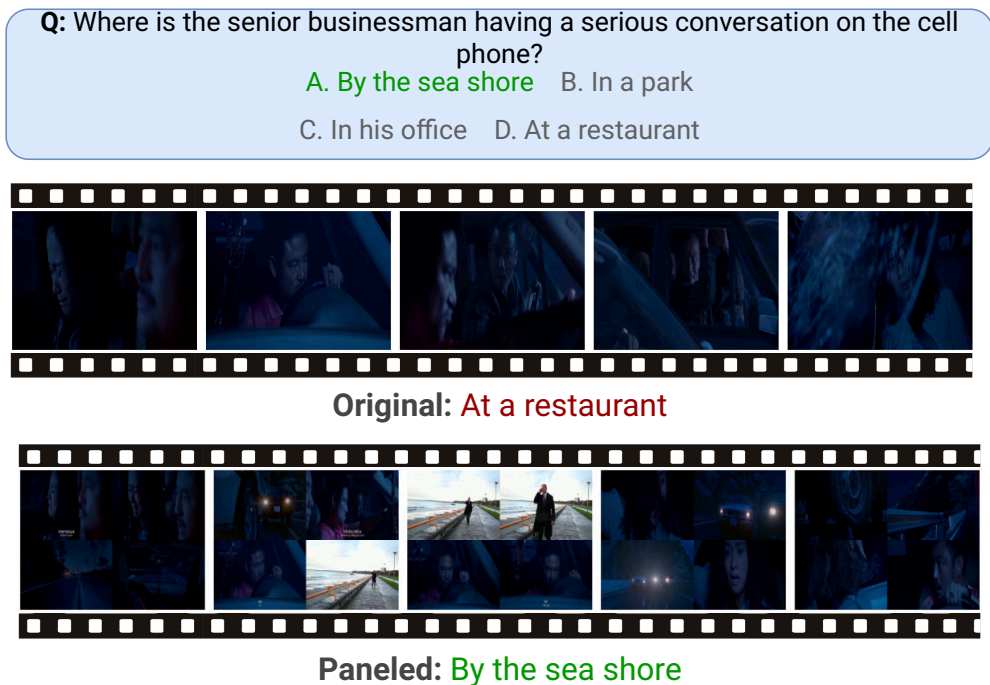 Q: Where is the senior businessman having a serious conversation on the cell
phone?
A. By the sea shore B. In a park
C. In his office D. At a restaurant
Original: At a restaurant
Paneled: By the sea shore